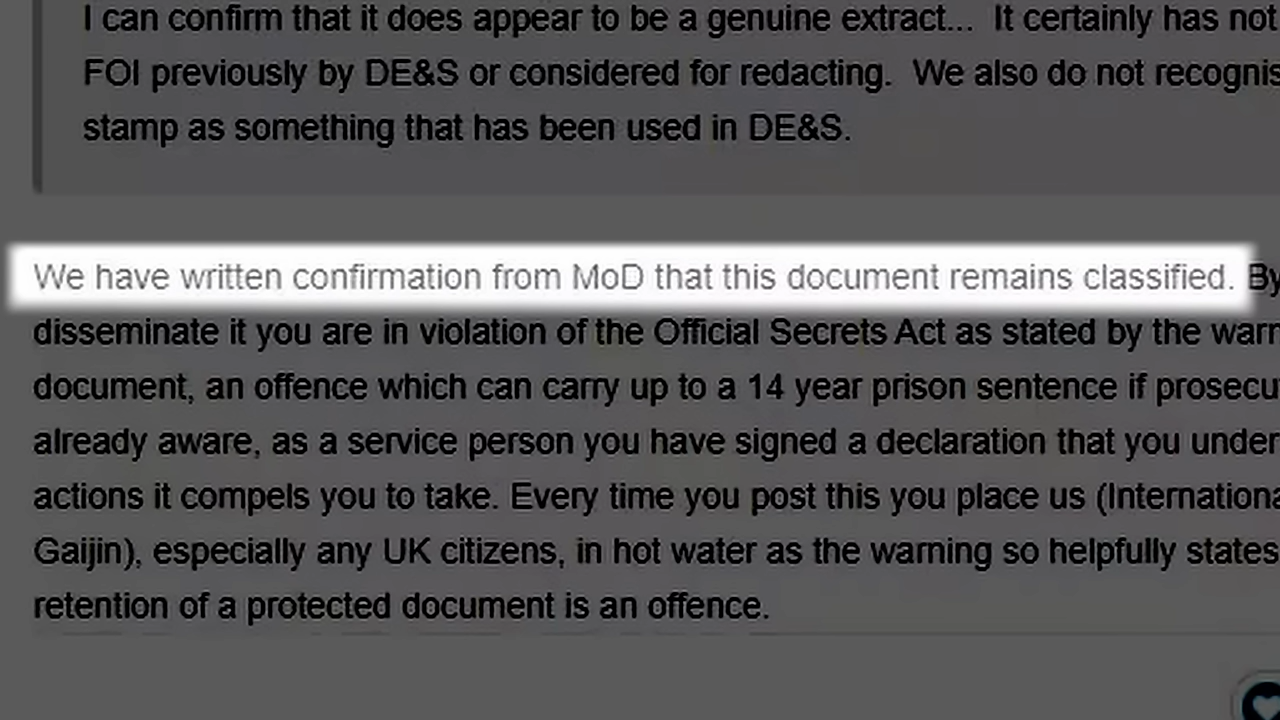 I can confirm that it does appear to be a genuine extract... It certainly has not
FOI previously by DE&S or considered for redacting. We also do not
stamp as something that has been used in DE&S.
We have written confirmation from MoD that this document remains classified. By
disseminate it you are in violation of the Official Secrets Act as stated by the
document, an offence which can carry up to a 14 year prison sentence if
already aware, as a service person you have signed a declaration that you
actions it compels you to take. Every time you post this you place us
Gaijin), especially any UK citizens, in hot water as the warning so helpfully states
retention of a protected document is an offence.